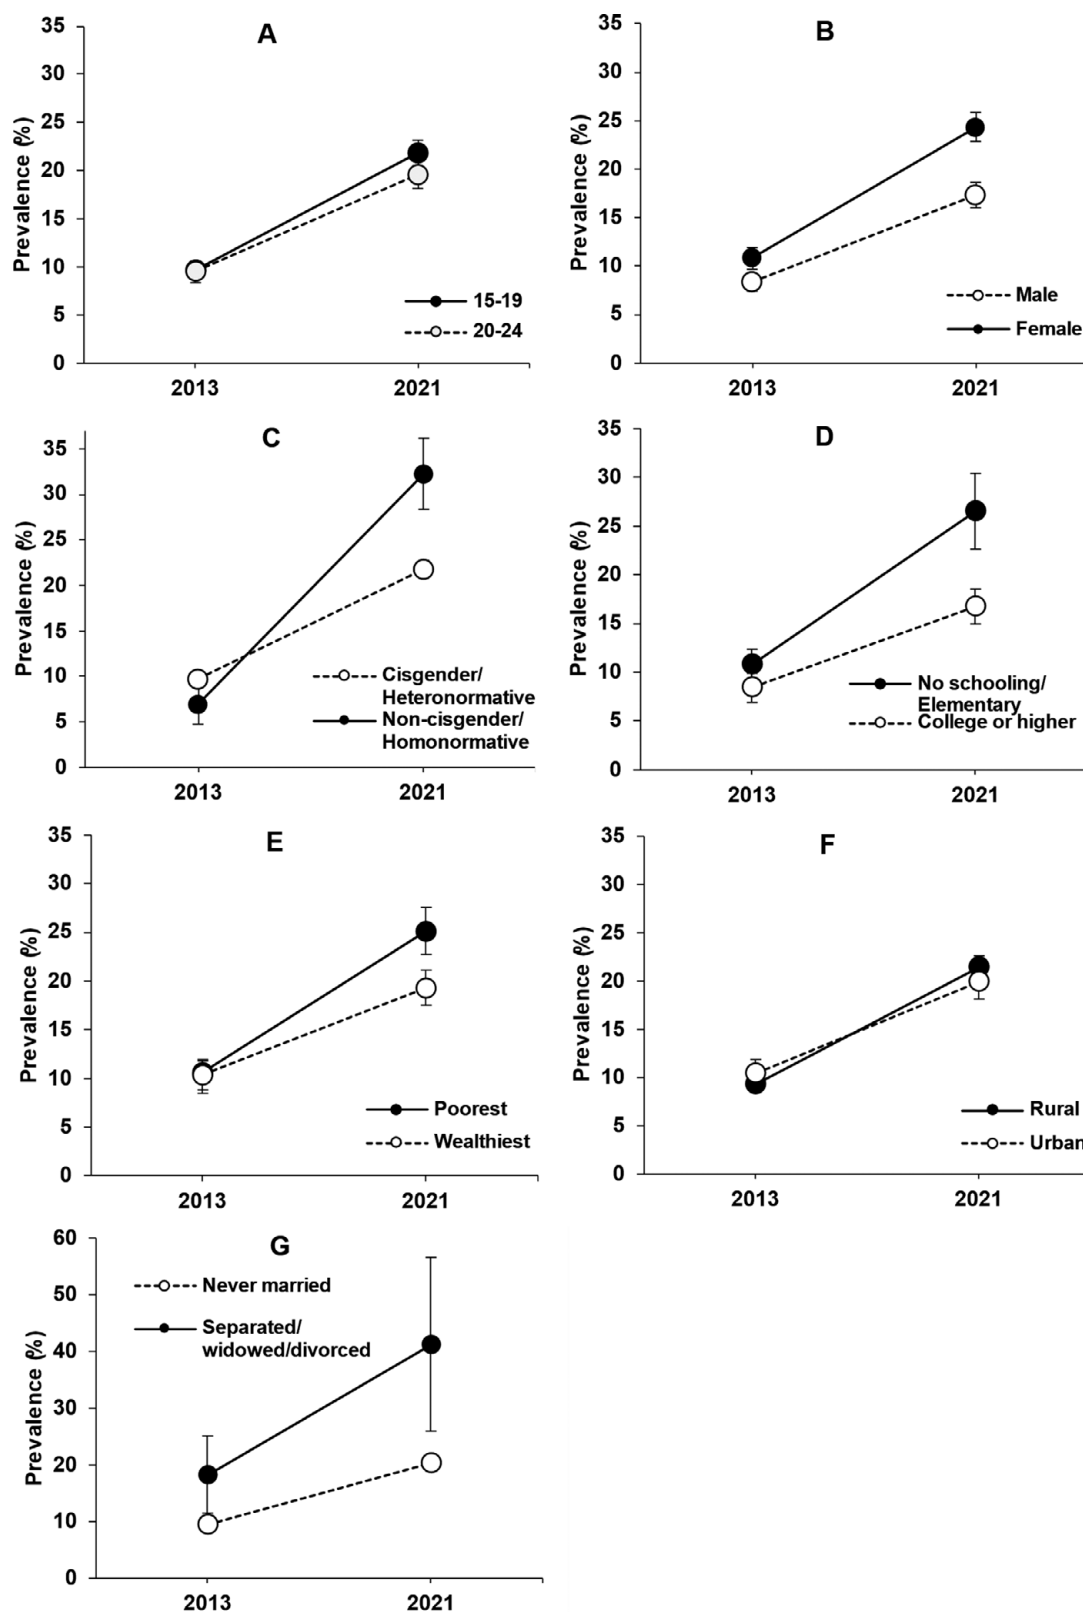 A
Prevalence (%)
35
30
25
20
15
10
5
0
15-19
20-24
2013
2021
B
Prevalence (%)
35
30
25
20
15
10
5
0
Male
Female
2013
2021
C
Prevalence (%)
35
30
25
20
15
10
5
0
Cisgender/
Heteronormative
Non-cisgender/
Homonormative
2013
2021
D
Prevalence (%)
35
30
25
20
15
10
5
0
No schooling/
Elementary
College or higher
2013
2021
E
Prevalence (%)
35
30
25
20
15
10
5
0
Poorest
Wealthiest
2013
2021
F
Prevalence (%)
35
30
25
20
15
10
5
0
Rural
Urban
2013
2021
G
Prevalence (%)
60
50
40
30
20
10
0
Never married
Separated/
widowed/divorced
2013
2021